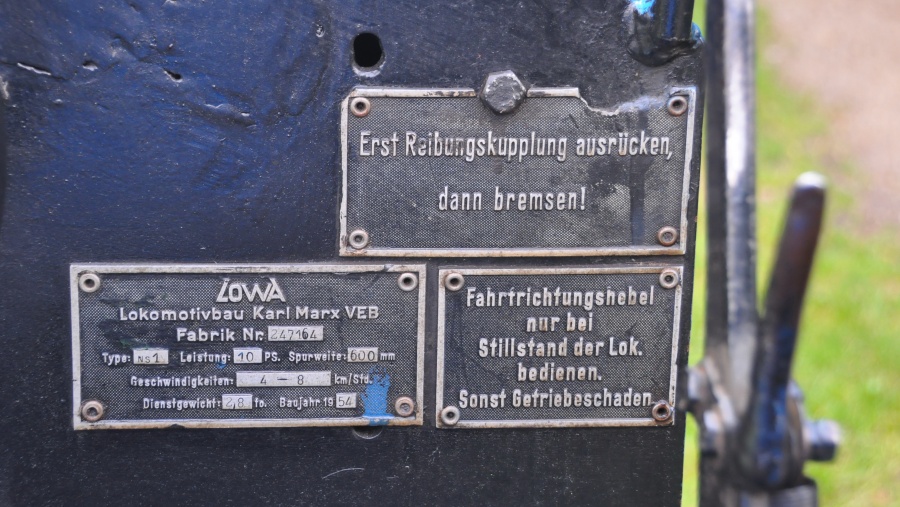 Erst Reibungskupplung ausrücken,
dann bremsen!
LOWA
Lokomotivbau Karl Marx VEB
Fabrik Nr. 247164
Type: NS1 Leistung: 10 PS. Spurweite: 600 mm
Geschwindigkeiten: 4 – 8 km/Std.
Dienstgewicht: 2,8 to. Baujahr 1954
Fahrtrichtungshebel
nur bei
Stillstand der Lok.
bedienen.
Sonst Getriebeschaden